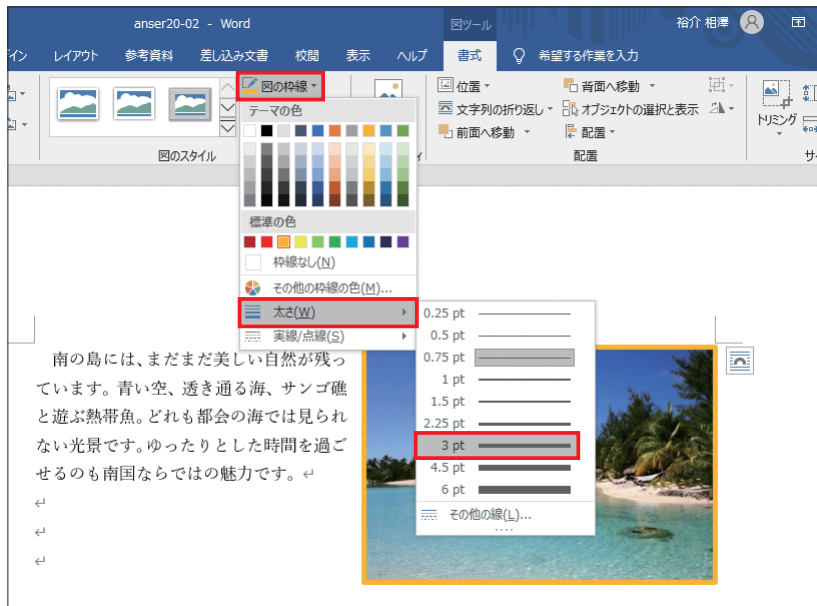 anser20-02 - Word
図ツール
裕介 相澤
イン レイアウト 参考資料 差し込み文書 校閲 表示 ヘルプ 書式 希望する作業を入力
図の枠線
位置
背面へ移動
文字列の折り返し
オブジェクトの選択と表示
前面へ移動
配置
トリミング
図のスタイル
配置
サ
テーマの色
標準の色
枠線なし(N)
その他の枠線の色(M)...
太さ(W)
実線/点線(S)
0.25 pt
0.5 pt
0.75 pt
1 pt
1.5 pt
2.25 pt
3 pt
4.5 pt
6 pt
その他の線(L)...
南の島には、まだまだ美しい自然が残っ
ています。青い空、透き通る海、サンゴ礁
と遊ぶ熱帯魚。どれも都会の海では見られ
ない光景です。ゆったりとした時間を過ご
せるのも南国ならではの魅力です。↵
↵
↵
↵